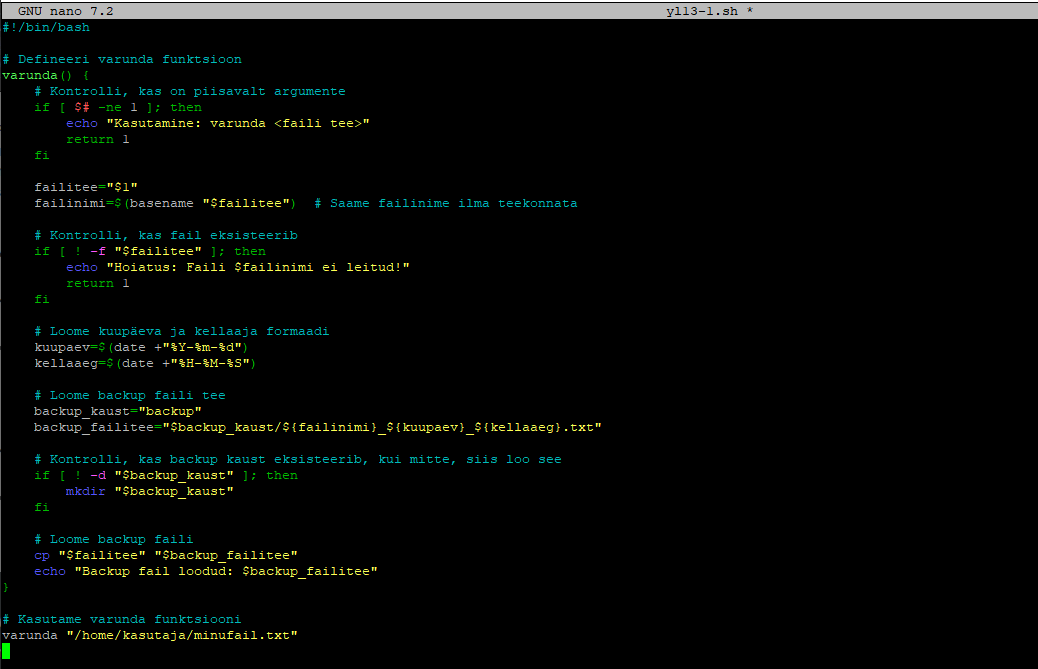 GNU nano 7.2 yl13-1.sh *
#!/bin/bash
# Defineeri varunda funktsioon
varunda() {
    # Kontrolli, kas on piisavalt argumente
    if [ $# -ne 1 ]; then
        echo "Kasutamine: varunda <faili tee>"
        return 1
    fi
    failitee="$1"
    failinimi=$(basename "$failitee")  # Saame failinime ilma teekonnata
    # Kontrolli, kas fail eksisteerib
    if [ ! -f "$failitee" ]; then
        echo "Hoiatus: Faili $failinimi ei leitud!"
        return 1
    fi
    # Loome kuupäeva ja kellaaja formaadi
    kuupaev=$(date +"%Y-%m-%d")
    kellaaeg=$(date +"%H-%M-%S")
    # Loome backup faili tee
    backup_kaust="backup"
    backup_failitee="$backup_kaust/${failinimi}_${kuupaev}_${kellaaeg}.txt"
    # Kontrolli, kas backup kaust eksisteerib, kui mitte, siis loo see
    if [ ! -d "$backup_kaust" ]; then
        mkdir "$backup_kaust"
    fi
    # Loome backup faili
    cp "$failitee" "$backup_failitee"
    echo "Backup fail loodud: $backup_failitee"
}
# Kasutame varunda funktsiooni
varunda "/home/kasutaja/minufail.txt"